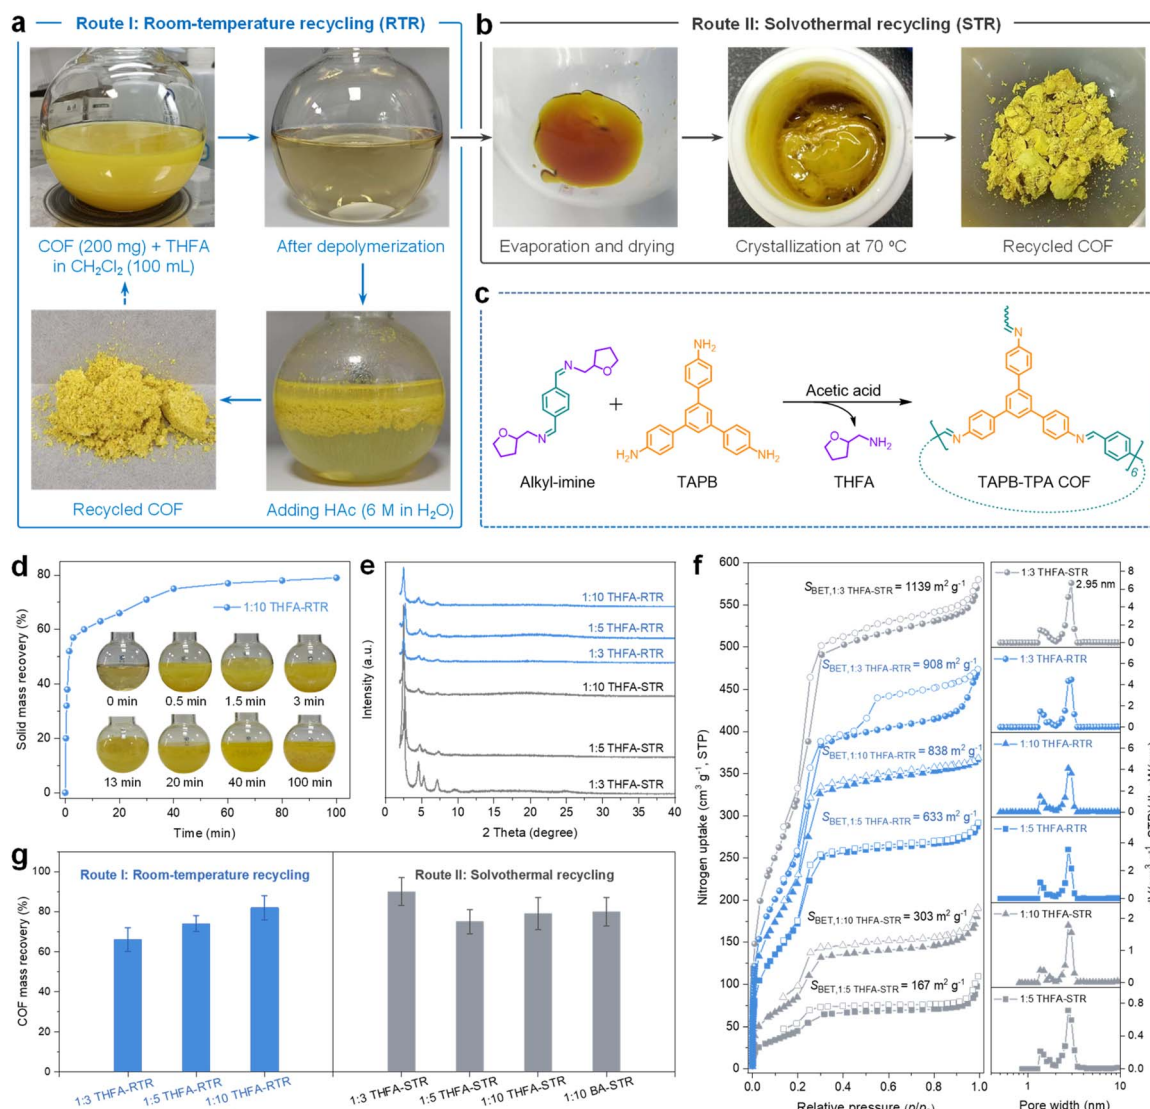 a
Route I: Room-temperature recycling (RTR)
COF (200 mg) + THFA
in CH₂Cl₂ (100 mL)
After depolymerization
Recycled COF
Adding HAc (6 M in H₂O)
b
Route II: Solvothermal recycling (STR)
Evaporation and drying
Crystallization at 70 ºC
Recycled COF
c
N
O
O
N
Alkyl-imine
+
NH₂
H₂N
NH₂
TAPB
Acetic acid
O
NH₂
THFA
N
N
N
6
TAPB-TPA COF
d
Solid mass recovery (%)
80
60
40
20
0
1:10 THFA-RTR
0 min
0.5 min
1.5 min
3 min
13 min
20 min
40 min
100 min
0
20
40
60
80
100
Time (min)
e
Intensity (a.u.)
1:10 THFA-RTR
1:5 THFA-RTR
1:3 THFA-RTR
1:10 THFA-STR
1:5 THFA-STR
1:3 THFA-STR
0
5
10
15
20
25
30
35
40
2 Theta (degree)
f
Nitrogen uptake (cm³ g⁻¹, STP)
600
550
500
450
400
350
300
250
200
150
100
50
0
S_BET,1:3 THFA-STR = 1139 m² g⁻¹
S_BET,1:3 THFA-RTR = 908 m² g⁻¹
S_BET,1:10 THFA-RTR = 838 m² g⁻¹
S_BET,1:5 THFA-RTR = 633 m² g⁻¹
S_BET,1:10 THFA-STR = 303 m² g⁻¹
S_BET,1:5 THFA-STR = 167 m² g⁻¹
0.0
0.2
0.4
0.6
0.8
1.0
1:3 THFA-STR
2.95 nm
8
6
4
2
0
1:3 THFA-RTR
6
4
2
0
1:10 THFA-RTR
6
4
2
0
1:5 THFA-RTR
4
2
0
1:10 THFA-STR
2
1
0
1:5 THFA-STR
0.8
0.4
0.0
1
10
Pore width (nm)
g
COF mass recovery (%)
100
80
60
40
20
0
Route I: Room-temperature recycling
Route II: Solvothermal recycling
1:3 THFA-RTR
1:5 THFA-RTR
1:10 THFA-RTR
1:3 THFA-STR
1:5 THFA-STR
1:10 THFA-STR
1:10 BA-STR